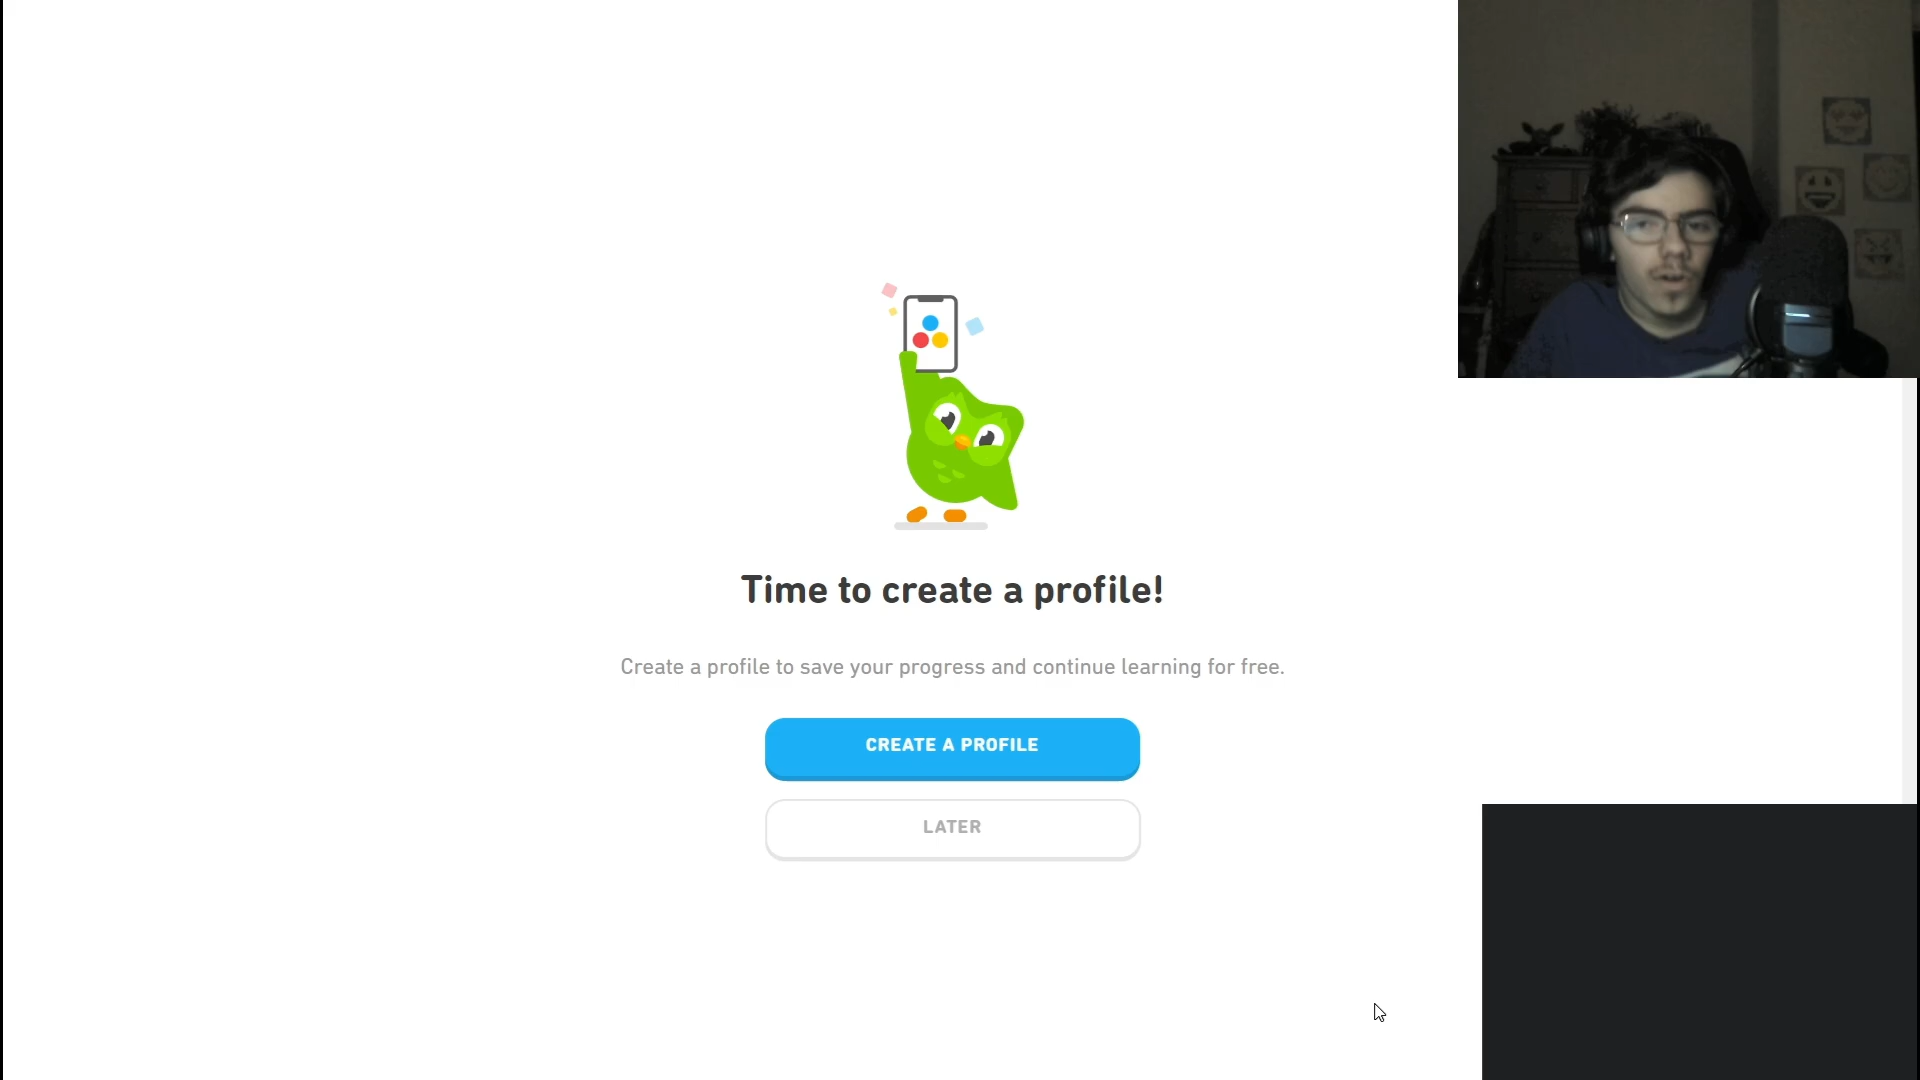 Time to create a profile!
Create a profile to save your progress and continue learning for free.
CREATE A PROFILE
LATER